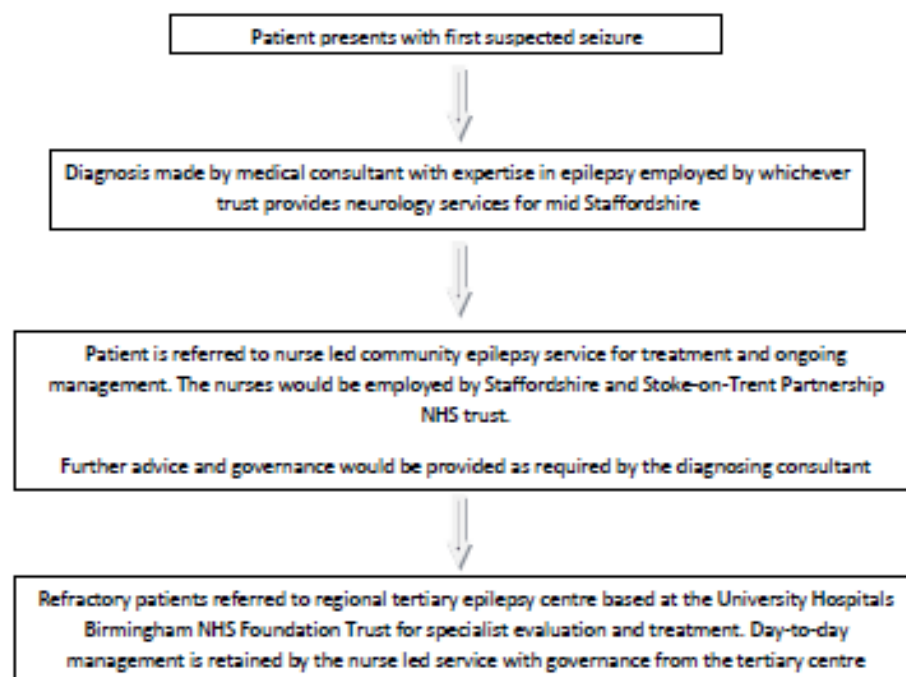 Patient presents with first suspected seizure
Diagnosis made by medical consultant with expertise in epilepsy employed by whichever
trust provides neurology services for mid Staffordshire
Patient is referred to nurse led community epilepsy service for treatment and ongoing
management. The nurses would be employed by Staffordshire and Stoke-on-Trent Partnership
NHS trust.
Further advice and governance would be provided as required by the diagnosing consultant
Refractory patients referred to regional tertiary epilepsy centre based at the University Hospitals
Birmingham NHS Foundation Trust for specialist evaluation and treatment. Day-to-day
management is retained by the nurse led service with governance from the tertiary centre